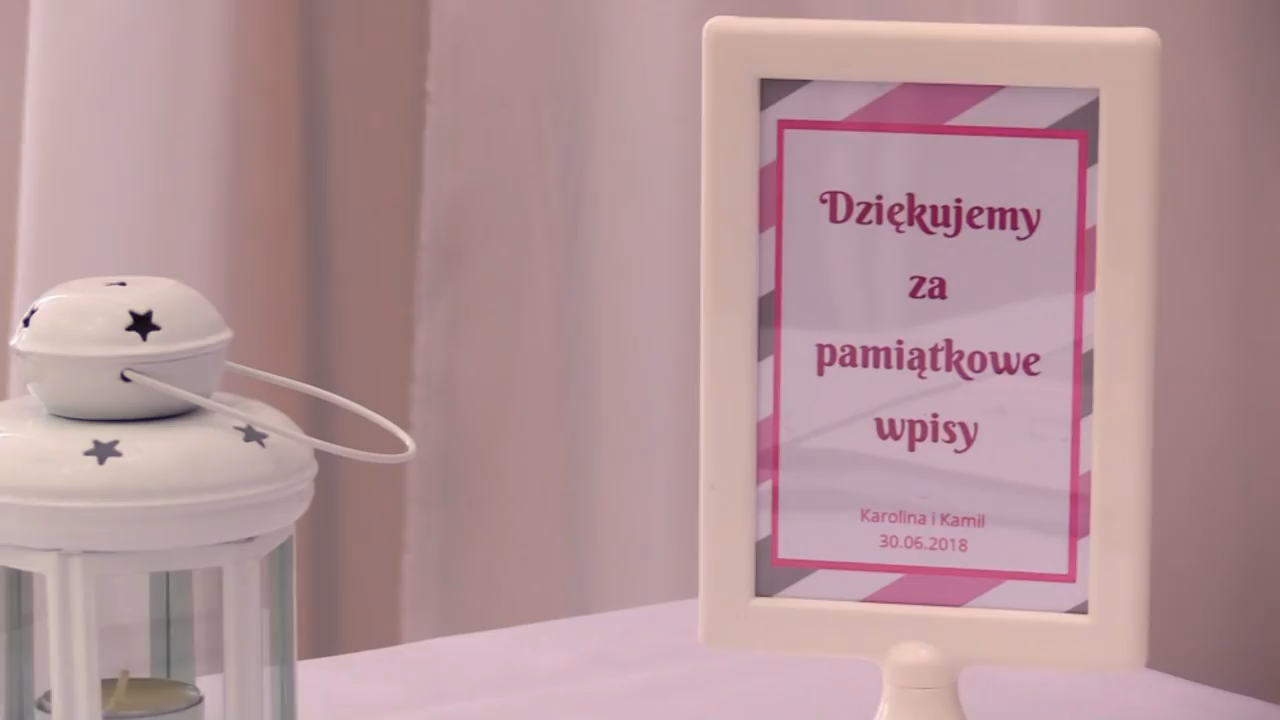 Dziękujemy
za
pamiątkowe
wpisy
Karolina i Kamil
30.06.2018